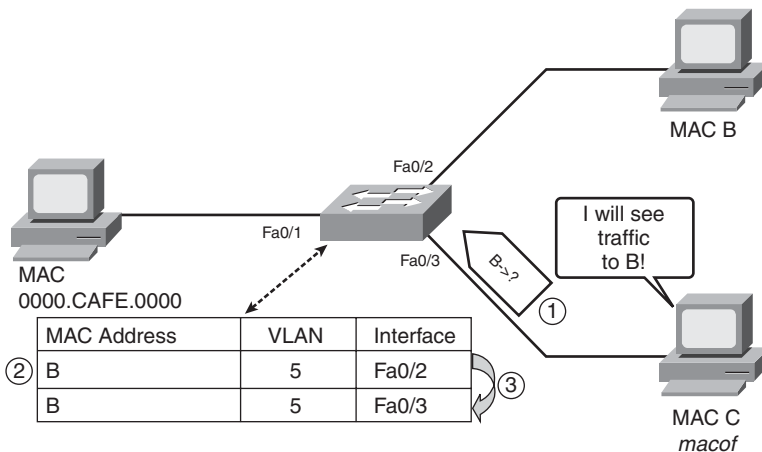 MAC B
Fa0/2
Fa0/1
Fa0/3
B->?
1
I will see
traffic
to B!
MAC
0000.CAFE.0000
MAC Address VLAN Interface
2 B 5 Fa0/2 3
B 5 Fa0/3
MAC C
macof